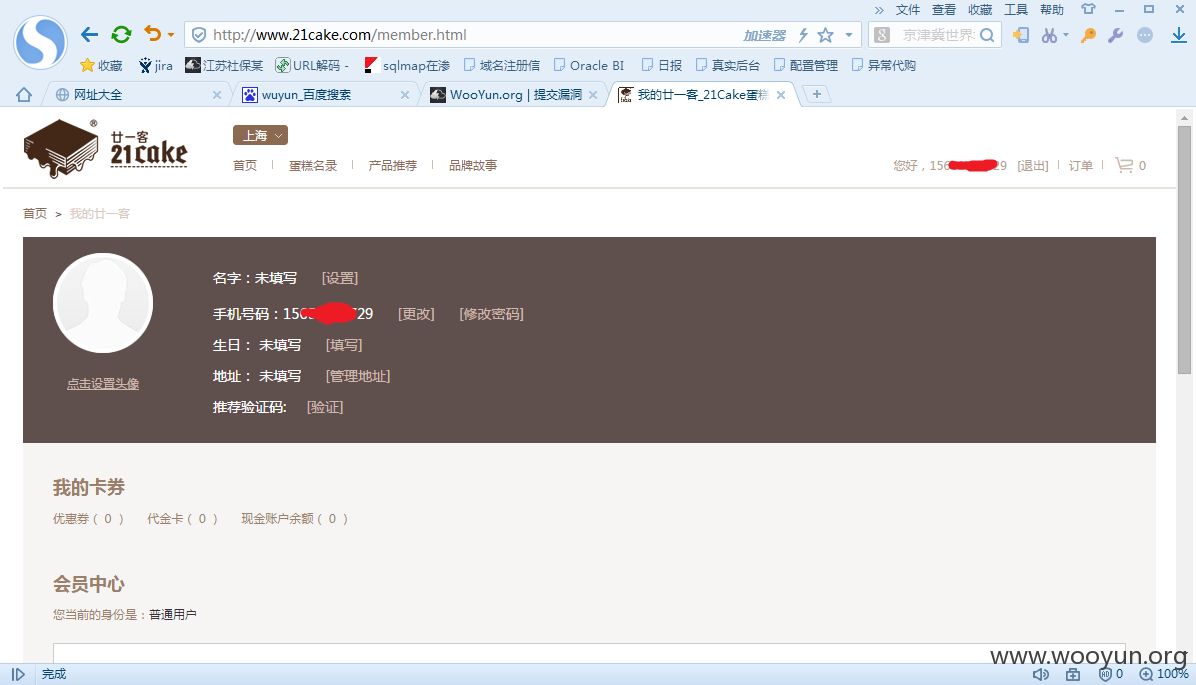 » 文件 查看 收藏 工具 帮助
http://www.21cake.com/member.html 加速器 8 京津冀世界
收藏 jira 江苏社保某 URL解码 - sqlmap在渗 域名注册信 Oracle BI 日报 真实后台 配置管理 异常代购
网址大全 wuyun_百度搜索 WooYun.org | 提交漏洞 我的廿一客_21Cake蛋糕
廿一客 21cake ®
上海
首页 蛋糕名录 产品推荐 品牌故事
您好，156 29 [退出] 订单 0
首页 > 我的廿一客
名字：未填写 [设置]
手机号码：150 29 [更改] [修改密码]
生日： 未填写 [填写]
点击设置头像
地址： 未填写 [管理地址]
推荐验证码: [验证]
我的卡券
优惠券（ 0 ） 代金卡（ 0 ） 现金账户余额（ 0 ）
会员中心
您当前的身份是：普通用户
www.wooyun.org
完成 0 100%